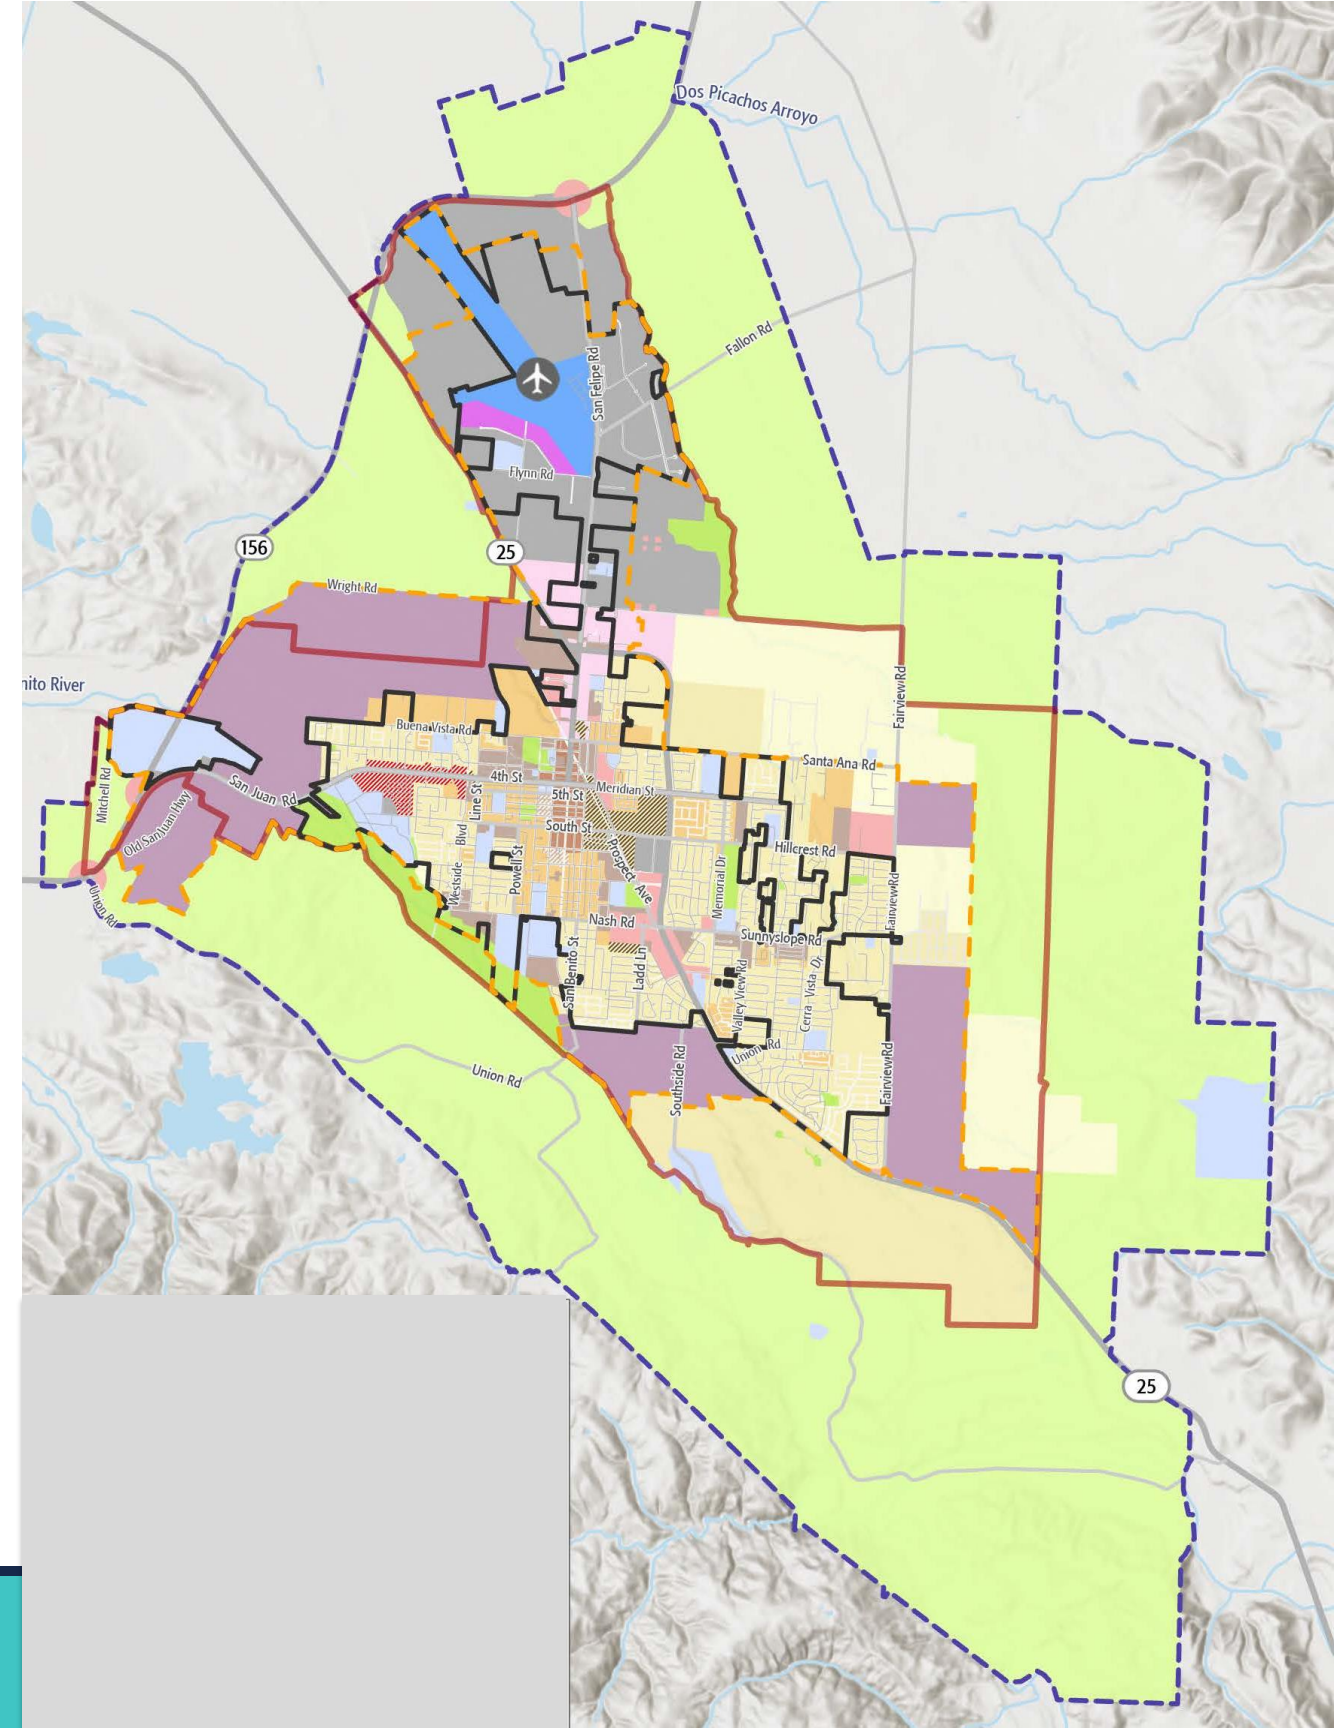 Dos Picachos Arroyo
Fallon Rd
San Felipe Rd
Flynn Rd
156
25
Wright Rd
nito River
Fairview Rd
Buena Vista Rd
Santa Ana Rd
Mitchell Rd
San Juan Rd
4th St
Meridian St
Line St
5th St
Old San Juan Hwy
South St
Westside Blvd
Powell St
Prospect Ave
Hillcrest Rd
Memorial Dr
Fairview Rd
Union Rd
Nash Rd
Sunnyslope Rd
San Benito St
Ladd Ln
Valley View Rd
Cerra Vista Dr
Union Rd
Union Rd
Southside Rd
Fairview Rd
25